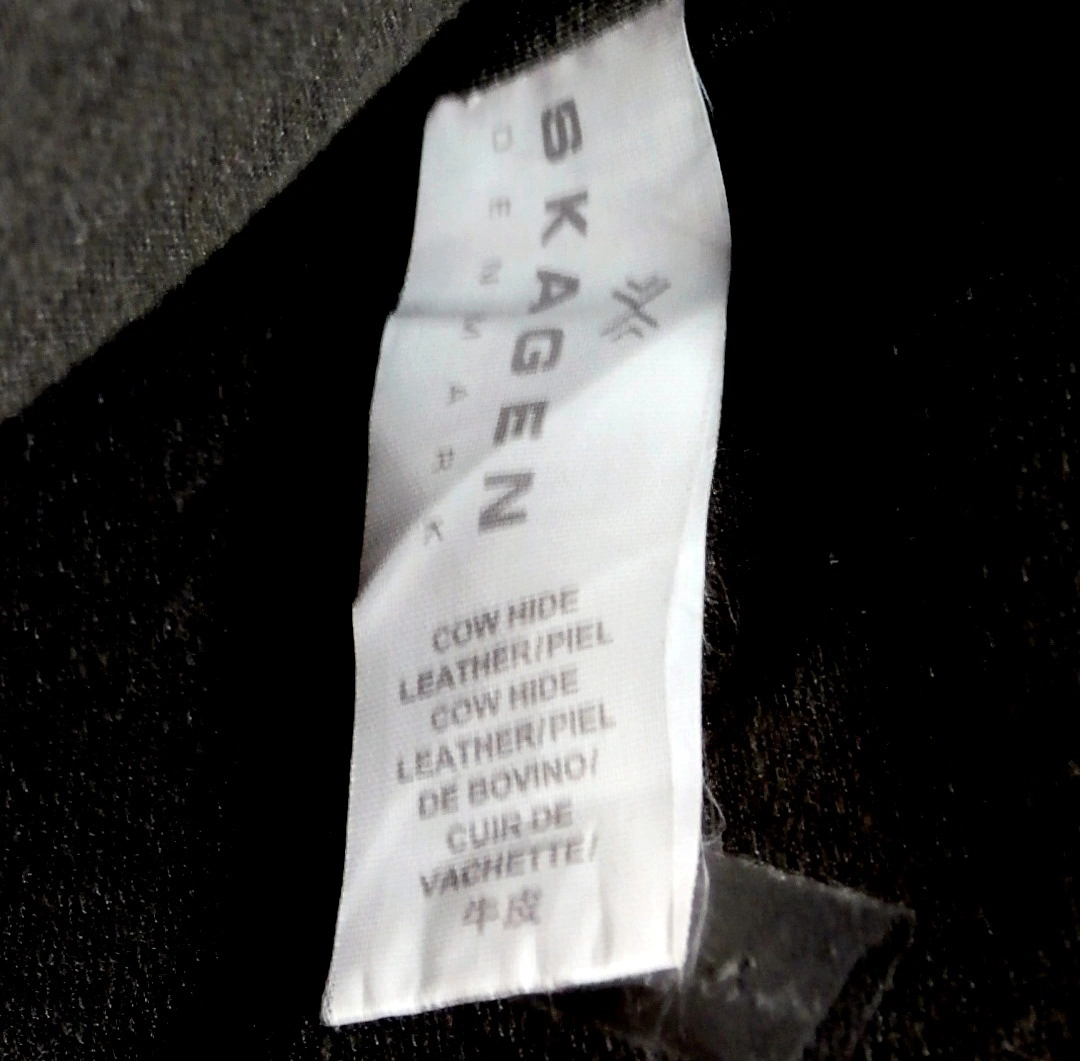 SKAGEN
DENMARK
COW HIDE
LEATHER/PIEL
COW HIDE
LEATHER/PIEL
DE BOVINO/
CUIR DE
VACHETTE/
牛皮